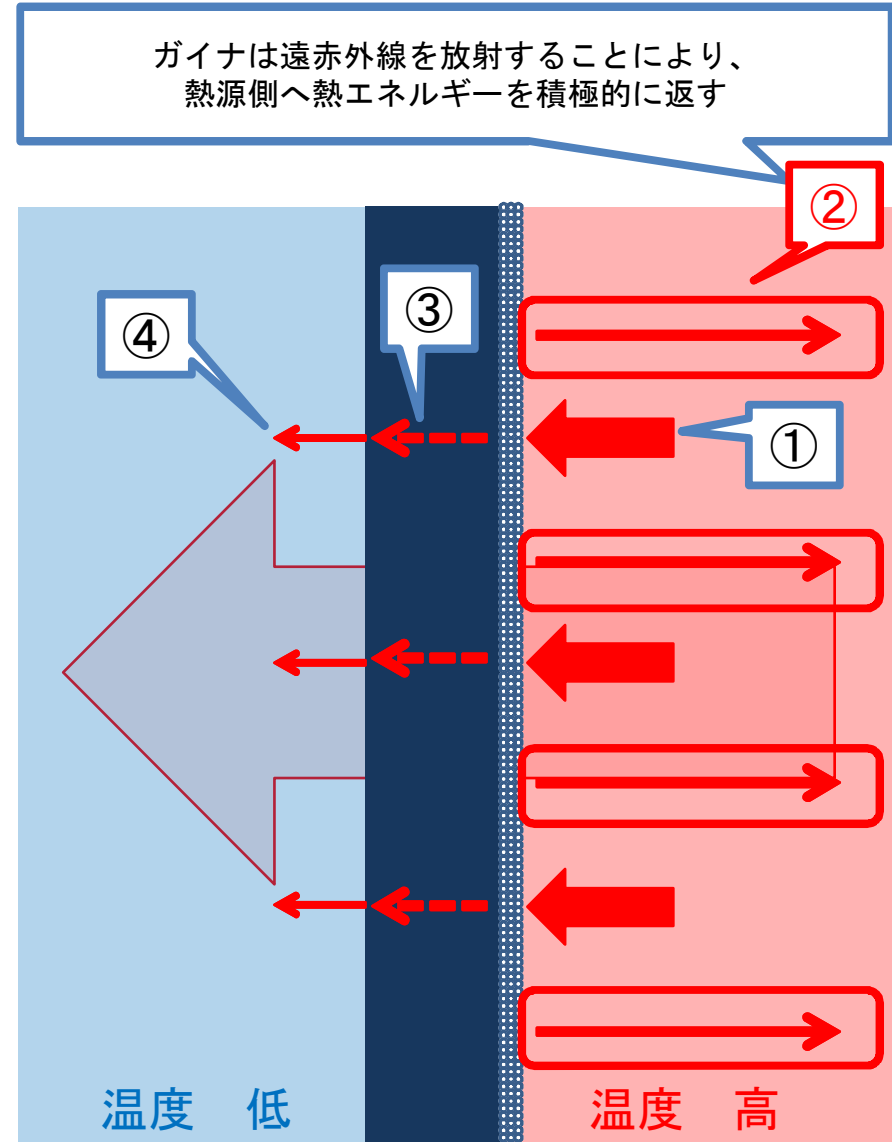 ガイナは遠赤外線を放射することにより、
熱源側へ熱エネルギーを積極的に返す
②
③
④
①
温度　低
温度　高